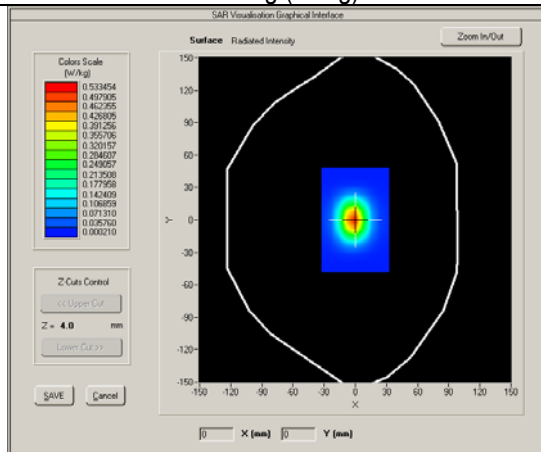 SAR Visualisation Graphical Interface
Surface Radiated Intensity
Zoom In/Out
Colors Scale
(W/kg)
0.533454
0.497905
0.462355
0.426805
0.391256
0.355706
0.320157
0.284607
0.249057
0.213508
0.177958
0.142409
0.106859
0.071310
0.035760
0.000210
Z-Cuts Control
<< Upper Cut
Z = 4.0 mm
Lower Cut >>
SAVE
Cancel
150
120
90
60
30
0
-30
-60
-90
-120
-150
Y
-150 -120 -90 -60 -30 0 30 60 90 120 150
X
0 X (mm) 0 Y (mm)